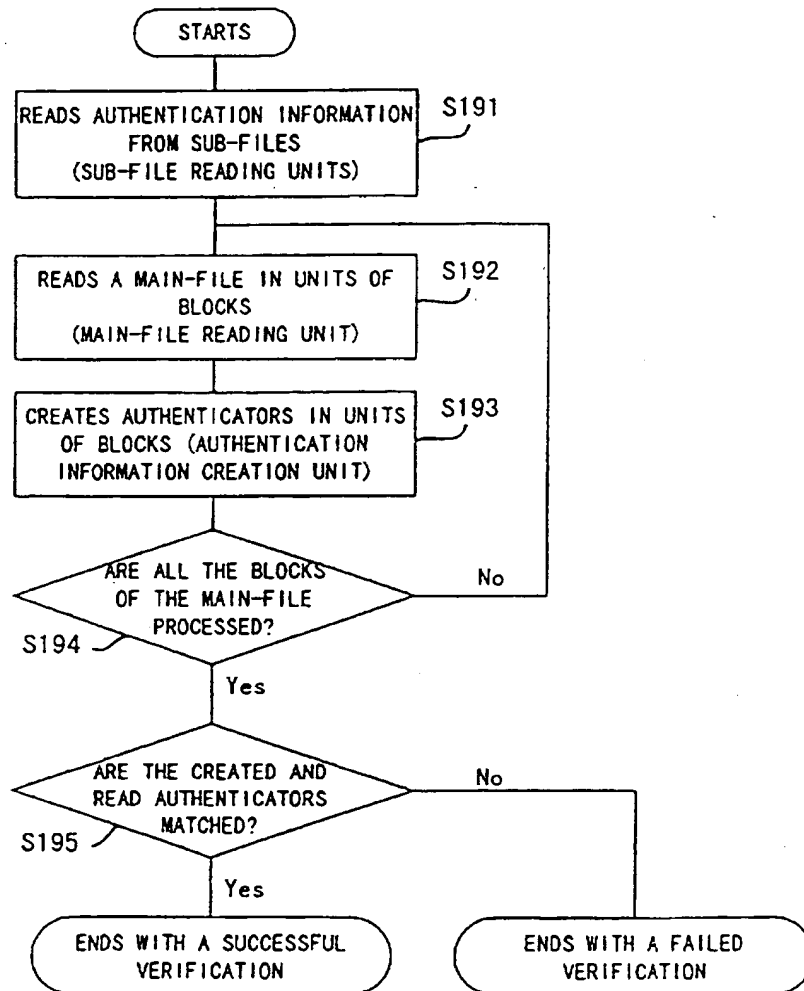 STARTS
READS AUTHENTICATION INFORMATION
FROM SUB-FILES
(SUB-FILE READING UNITS)
S191
READS A MAIN-FILE IN UNITS OF
BLOCKS
(MAIN-FILE READING UNIT)
S192
CREATES AUTHENTICATORS IN UNITS
OF BLOCKS (AUTHENTICATION
INFORMATION CREATION UNIT)
S193
ARE ALL THE BLOCKS
OF THE MAIN-FILE
PROCESSED?
No
S194
Yes
ARE THE CREATED AND
READ AUTHENTICATORS
MATCHED?
No
S195
Yes
ENDS WITH A SUCCESSFUL
VERIFICATION
ENDS WITH A FAILED
VERIFICATION